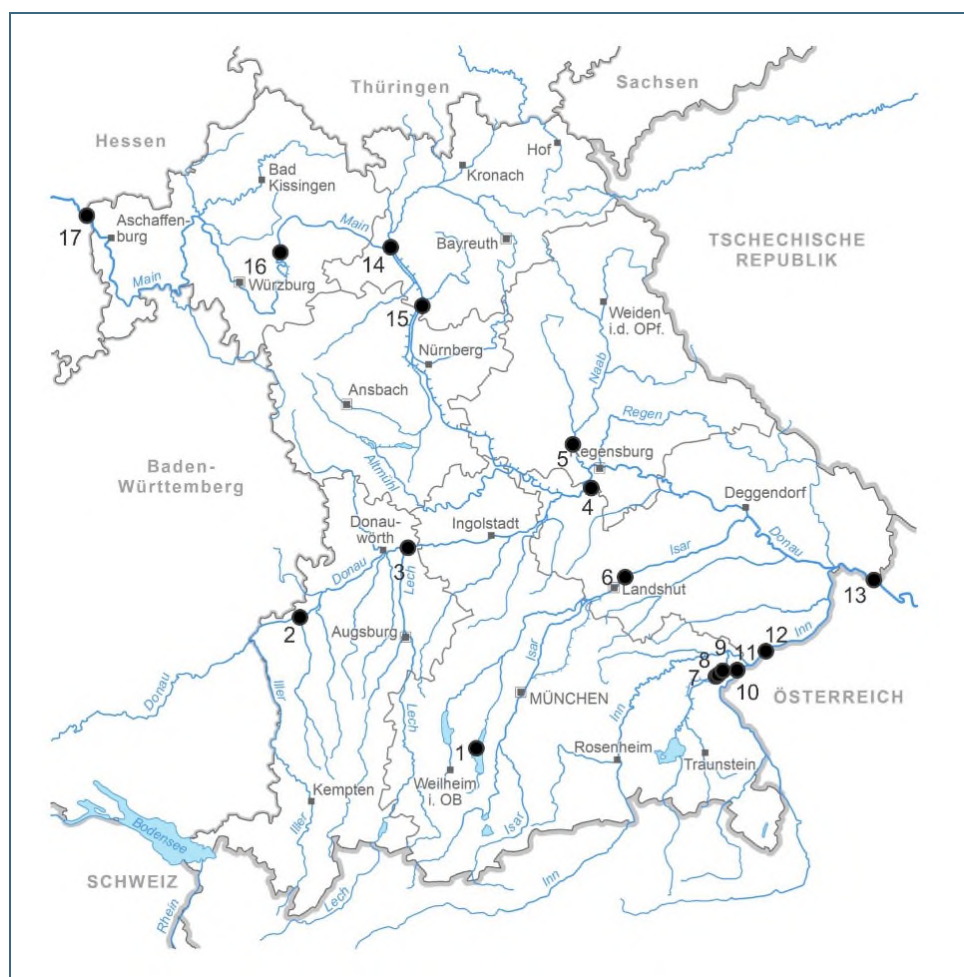 Thüringen
Sachsen
Hessen
Hof
Kronach
Bad
Kissingen
17
Aschaffen-
burg
Main
14
Bayreuth
TSCHECHISCHE
REPUBLIK
Main
16
Würzburg
15
Weiden
i.d. OPf.
Nürnberg
Naab
Ansbach
Regen
5
Regensburg
Baden-
Württemberg
Altmühl
4
Deggendorf
Donau-
wörth
Ingolstadt
3
Donau
Lech
Isar
Donau
6
Landshut
13
2
Augsburg
Isar
Inn
12
11
9
8
7
10
ÖSTERREICH
Donau
Iller
MÜNCHEN
Inn
Lech
1
Rosenheim
Traunstein
Weilheim
i. OB
Kempten
Iller
Isar
Bodensee
SCHWEIZ
Lech
Inn
Rhein